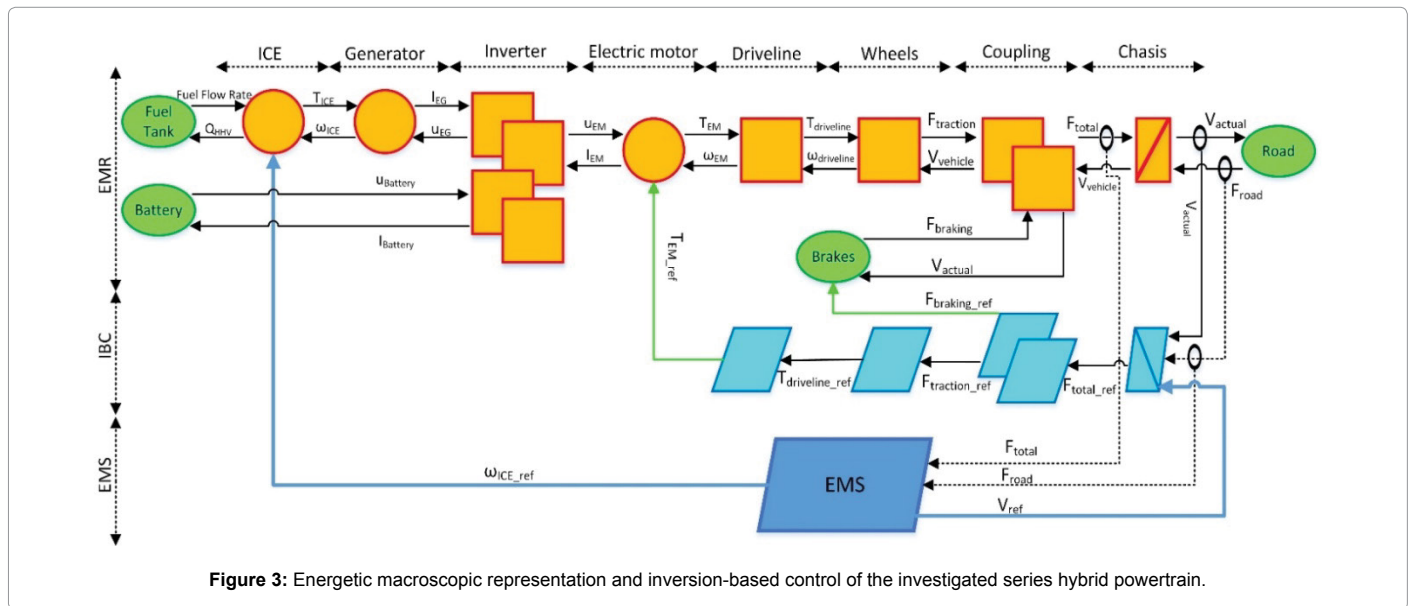 ICE Generator Inverter Electric motor Driveline Wheels Coupling Chasis
EMR
IBC
EMS
Fuel Tank
Fuel Flow Rate
Q_HHV
T_ICE
ω_ICE
I_EG
u_EG
u_EM
I_EM
T_EM
ω_EM
T_driveline
ω_driveline
F_traction
V_vehicle
F_total
V_vehicle
V_actual
F_road
Road
Battery
u_Battery
I_Battery
T_EM_ref
Brakes
F_braking
V_actual
V_actual
F_braking_ref
T_driveline_ref
F_traction_ref
F_total_ref
EMS
ω_ICE_ref
F_total
F_road
V_ref
Figure 3: Energetic macroscopic representation and inversion-based control of the investigated series hybrid powertrain.